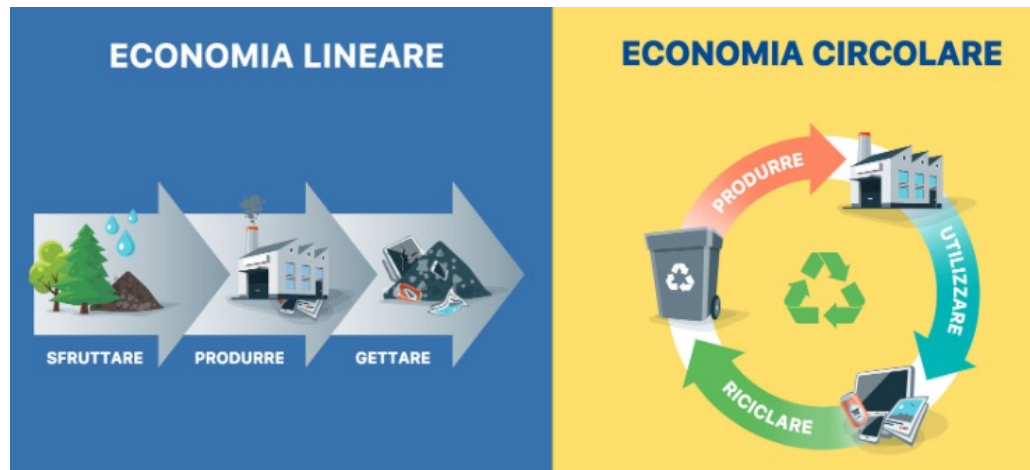 ECONOMIA LINEARE
SFRUTTARE
PRODURRE
GETTARE
ECONOMIA CIRCOLARE
PRODURRE
UTILIZZARE
RICICLARE